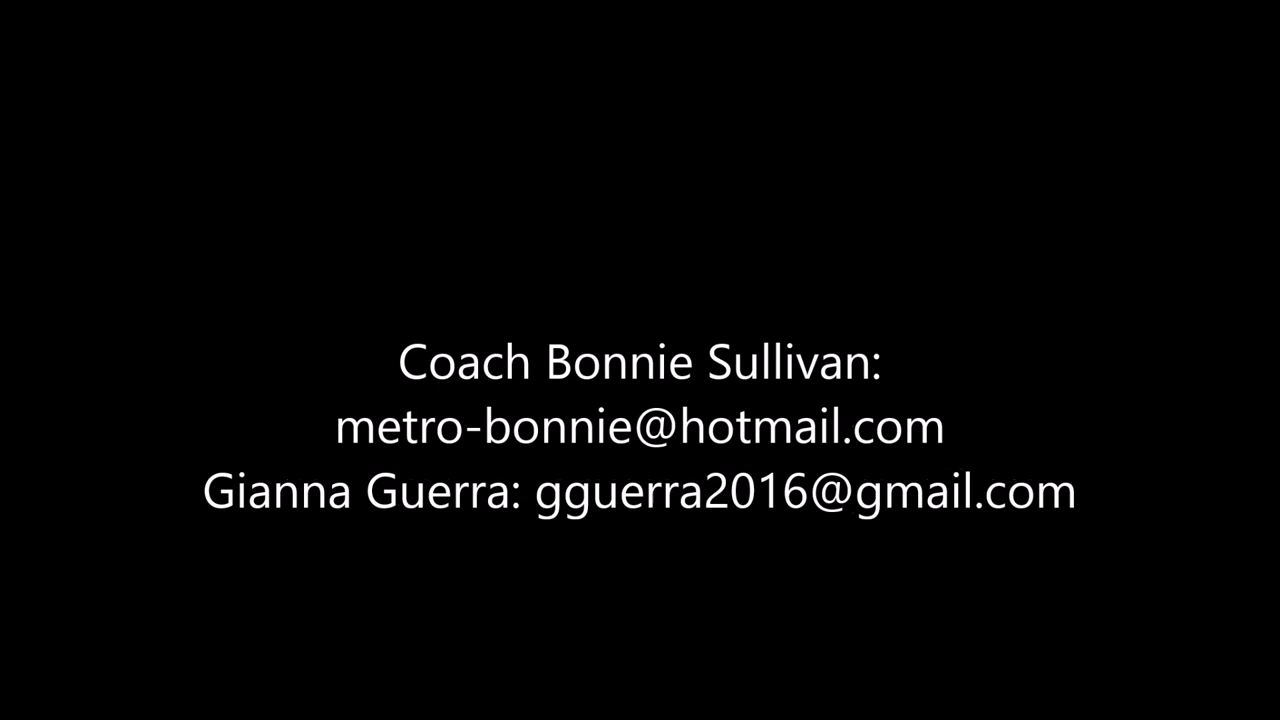 Coach Bonnie Sullivan:
metro-bonnie@hotmail.com
Gianna Guerra: gguerra2016@gmail.com